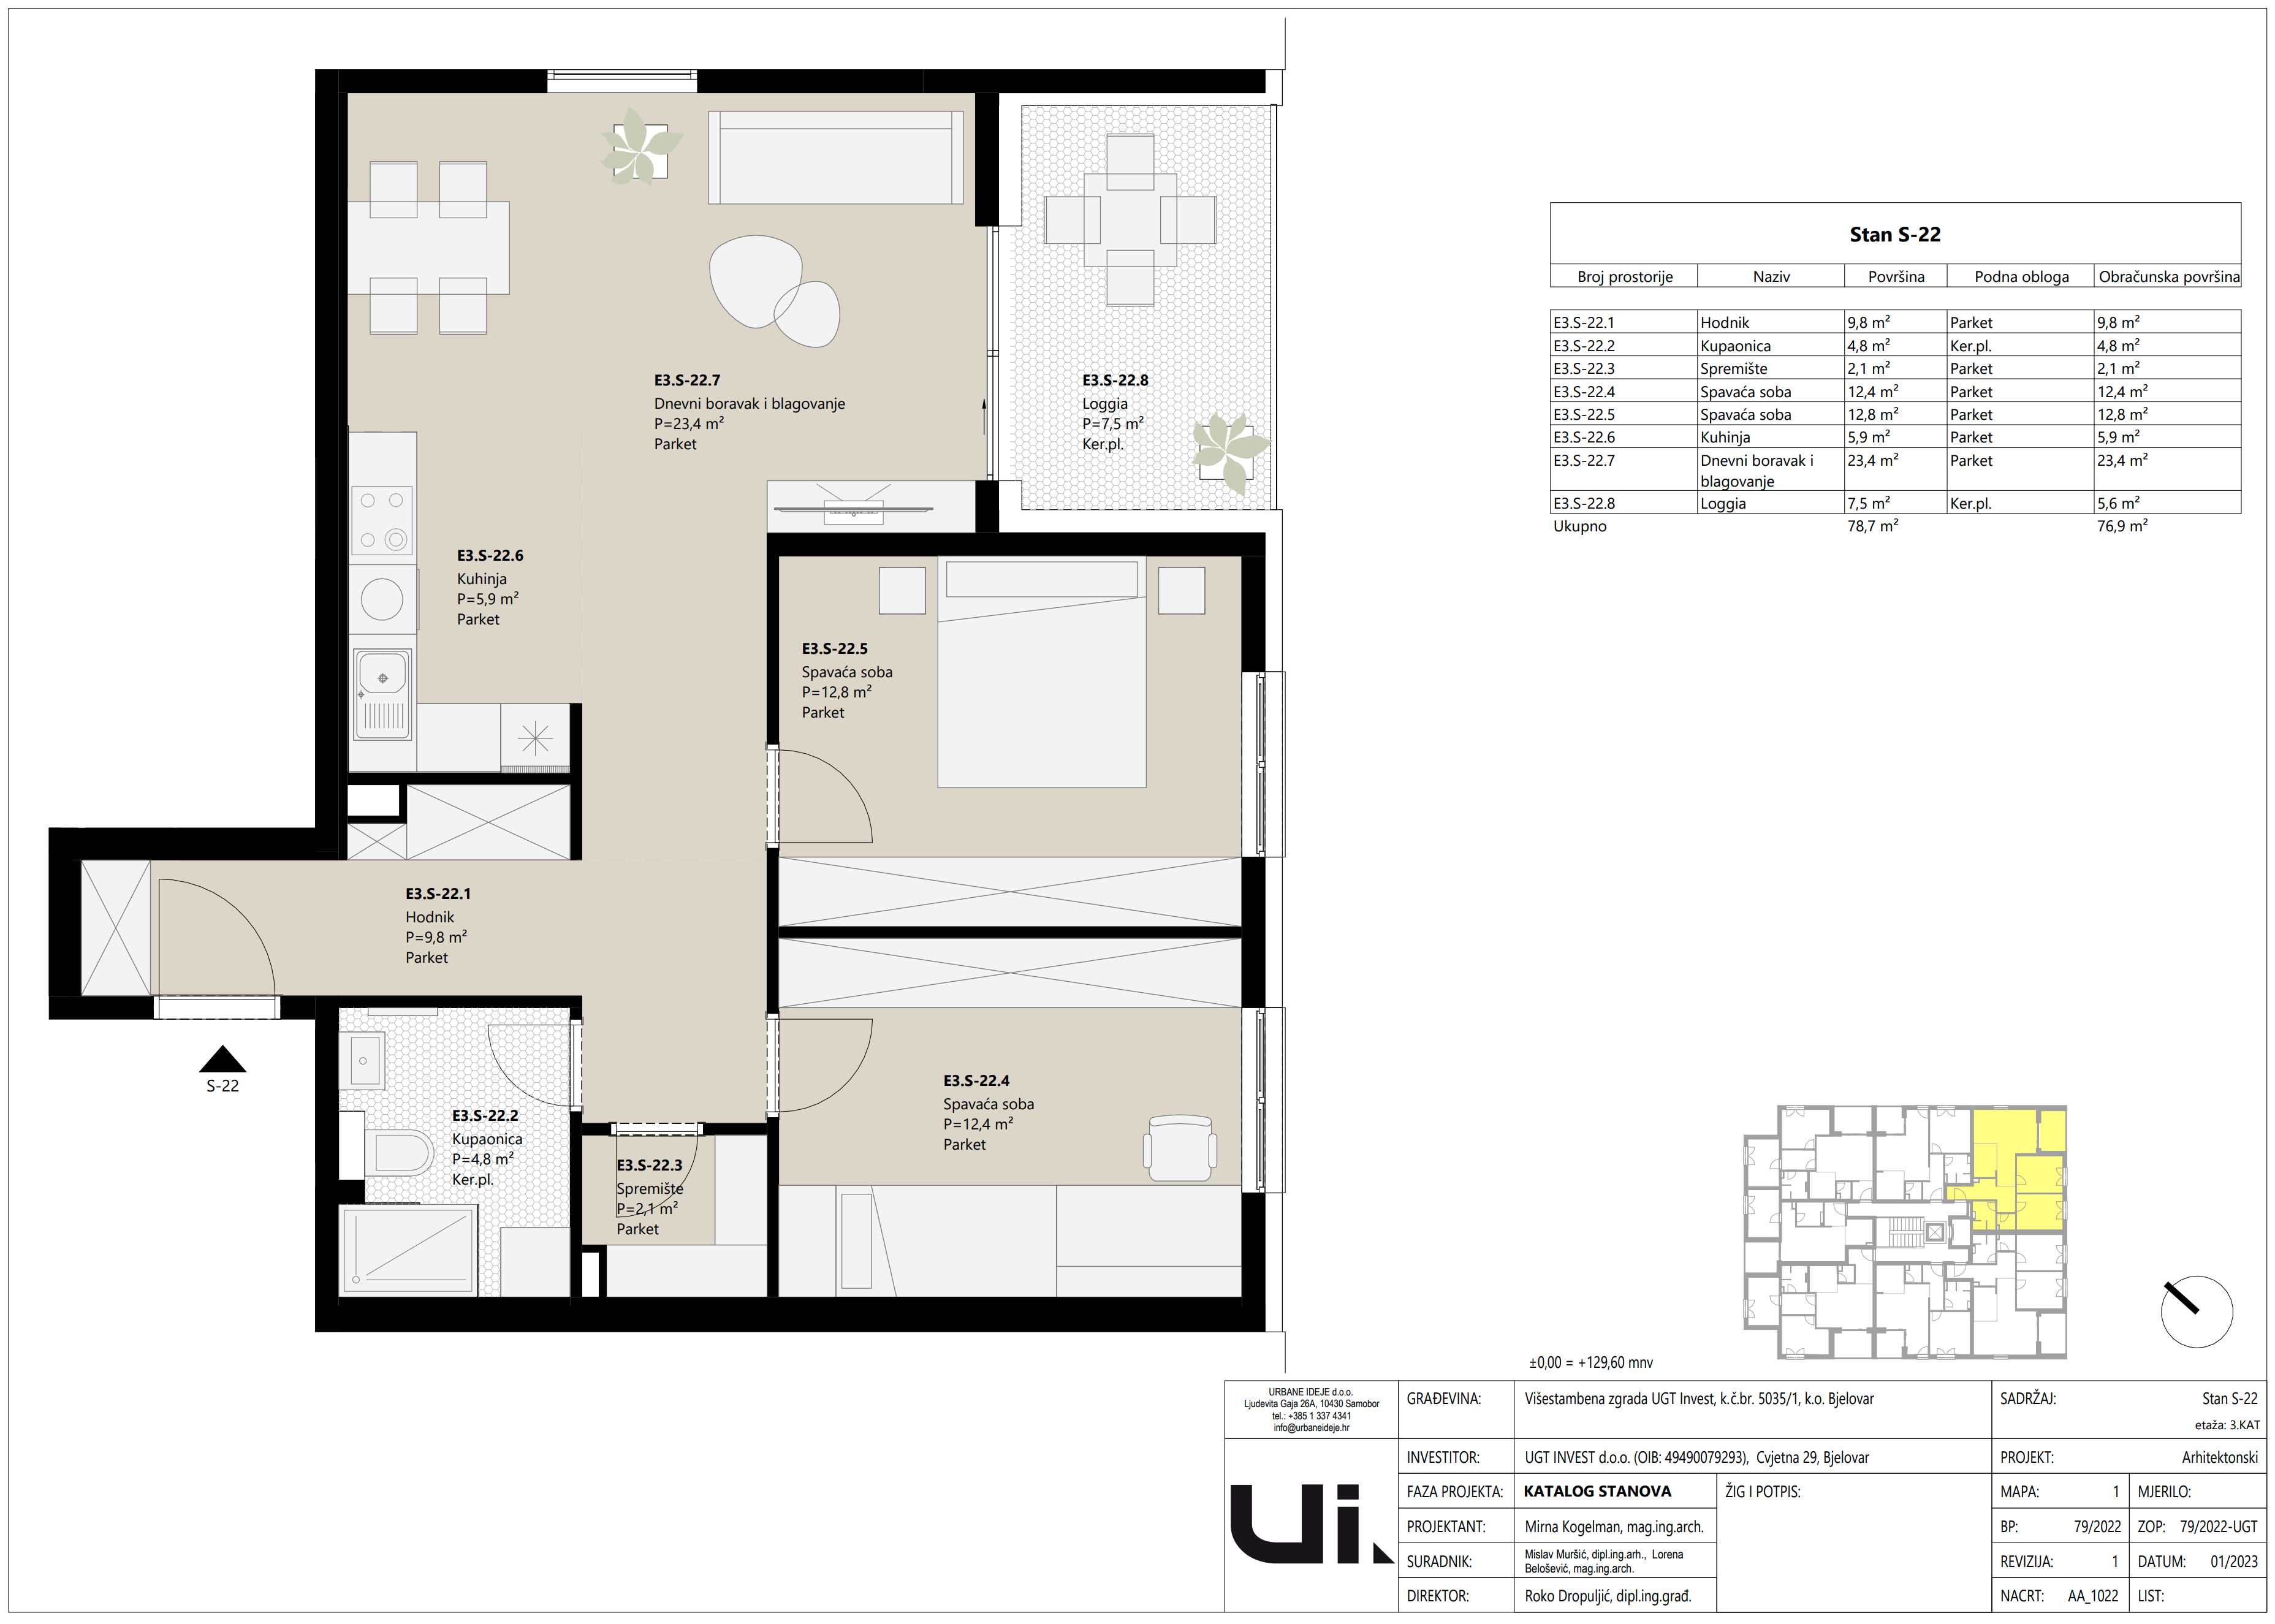 E3.S-22.7
Dnevni boravak i blagovanje
P=23,4 m²
Parket
E3.S-22.8
Loggia
P=7,5 m²
Ker.pl.
E3.S-22.6
Kuhinja
P=5,9 m²
Parket
E3.S-22.5
Spavaća soba
P=12,8 m²
Parket
E3.S-22.1
Hodnik
P=9,8 m²
Parket
S-22
E3.S-22.2
Kupaonica
P=4,8 m²
Ker.pl.
E3.S-22.3
Spremište
P=2,1 m²
Parket
E3.S-22.4
Spavaća soba
P=12,4 m²
Parket
Stan S-22
Broj prostorije Naziv Površina Podna obloga Obračunska površina
E3.S-22.1 Hodnik 9,8 m² Parket 9,8 m²
E3.S-22.2 Kupaonica 4,8 m² Ker.pl. 4,8 m²
E3.S-22.3 Spremište 2,1 m² Parket 2,1 m²
E3.S-22.4 Spavaća soba 12,4 m² Parket 12,4 m²
E3.S-22.5 Spavaća soba 12,8 m² Parket 12,8 m²
E3.S-22.6 Kuhinja 5,9 m² Parket 5,9 m²
E3.S-22.7 Dnevni boravak i 23,4 m² Parket 23,4 m²
blagovanje
E3.S-22.8 Loggia 7,5 m² Ker.pl. 5,6 m²
Ukupno 78,7 m² 76,9 m²
±0,00 = +129,60 mnv
URBANE IDEJE d.o.o.
Ljudevita Gaja 26A, 10430 Samobor
tel.: +385 1 337 4341
info@urbaneideje.hr
ui
GRAĐEVINA: Višestambena zgrada UGT Invest, k.č.br. 5035/1, k.o. Bjelovar
SADRŽAJ: Stan S-22
etaža: 3.KAT
INVESTITOR: UGT INVEST d.o.o. (OIB: 49490079293), Cvjetna 29, Bjelovar
PROJEKT: Arhitektonski
FAZA PROJEKTA: KATALOG STANOVA
ŽIG I POTPIS:
MAPA: 1 MJERILO:
PROJEKTANT: Mirna Kogelman, mag.ing.arch.
BP: 79/2022 ZOP: 79/2022-UGT
SURADNIK: Mislav Muršić, dipl.ing.arh., Lorena
Belošević, mag.ing.arch.
REVIZIJA: 1 DATUM: 01/2023
DIREKTOR: Roko Dropuljić, dipl.ing.građ.
NACRT: AA_1022 LIST: